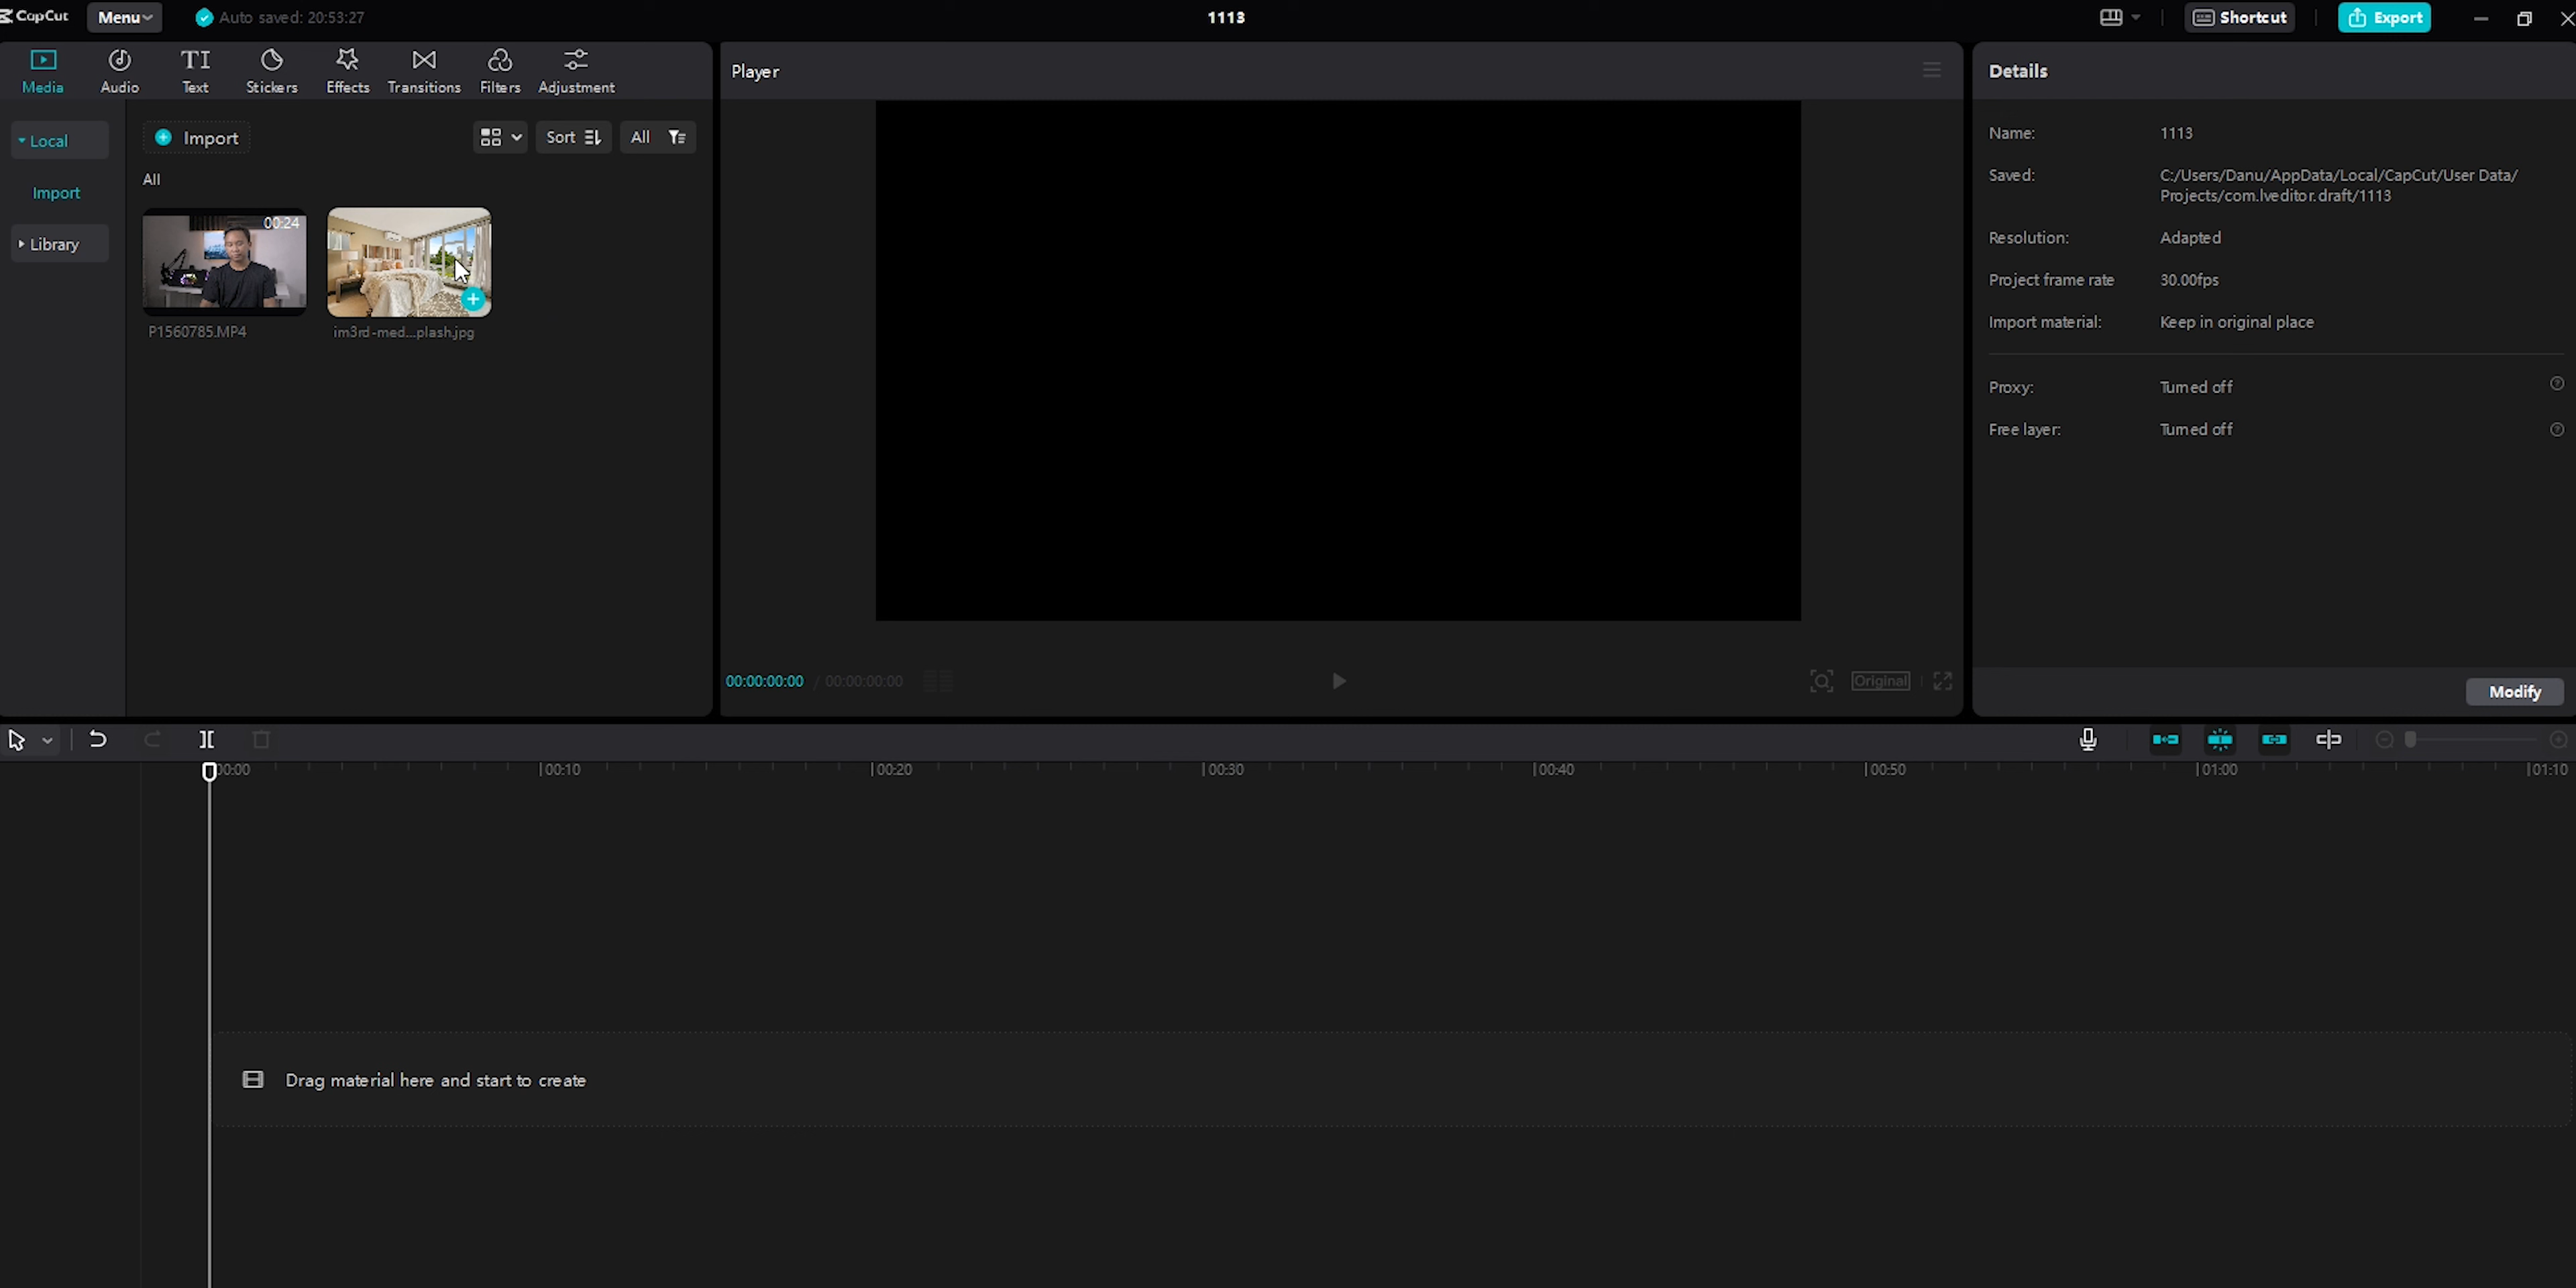 CapCut
Menu
Auto saved: 20:53:27
1113
Shortcut
Export
Media
Audio
TI
Text
Stickers
Effects
Transitions
Filters
Adjustment
Local
Import
Library
Import
Sort
All
All
00:24
P1560785.MP4
im3rd-med...plash.jpg
Player
00:00:00:00 / 00:00:00:00
Original
Details
Name: 1113
Saved: C:/Users/Danu/AppData/Local/CapCut/User Data/
Projects/com.lveditor.draft/1113
Resolution: Adapted
Project frame rate 30.00fps
Import material: Keep in original place
Proxy: Turned off
Free layer: Turned off
Modify
00:00 00:10 00:20 00:30 00:40 00:50 01:00 01:10
Drag material here and start to create